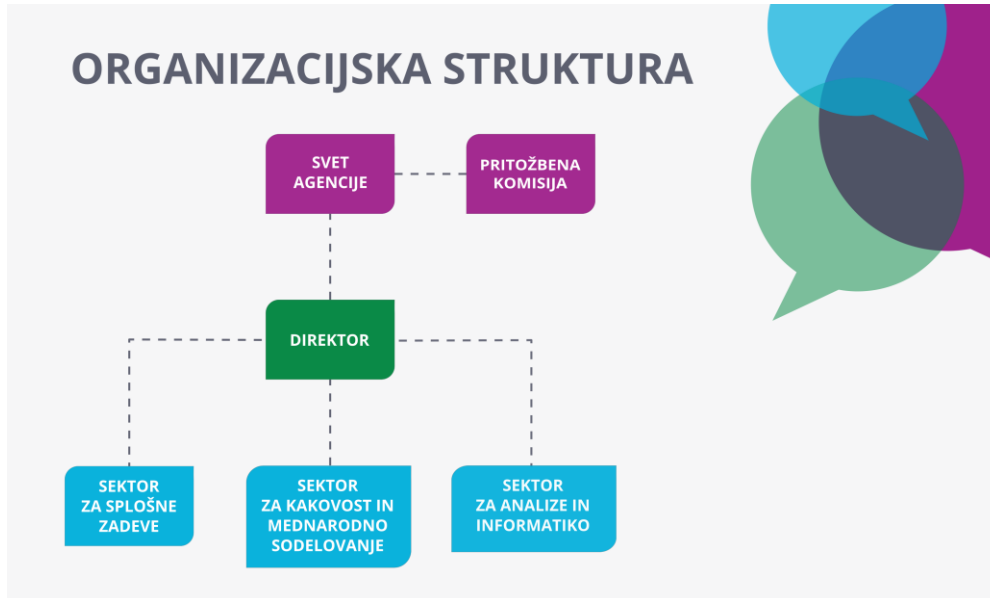 ORGANIZACIJSKA STRUKTURA
SVET
AGENCIJE
PRITOŽBENA
KOMISIJA
DIREKTOR
SEKTOR
ZA SPLOŠNE
ZADEVE
SEKTOR
ZA KAKOVOST IN
MEDNARODNO
SODELOVANJE
SEKTOR
ZA ANALIZE IN
INFORMATIKO